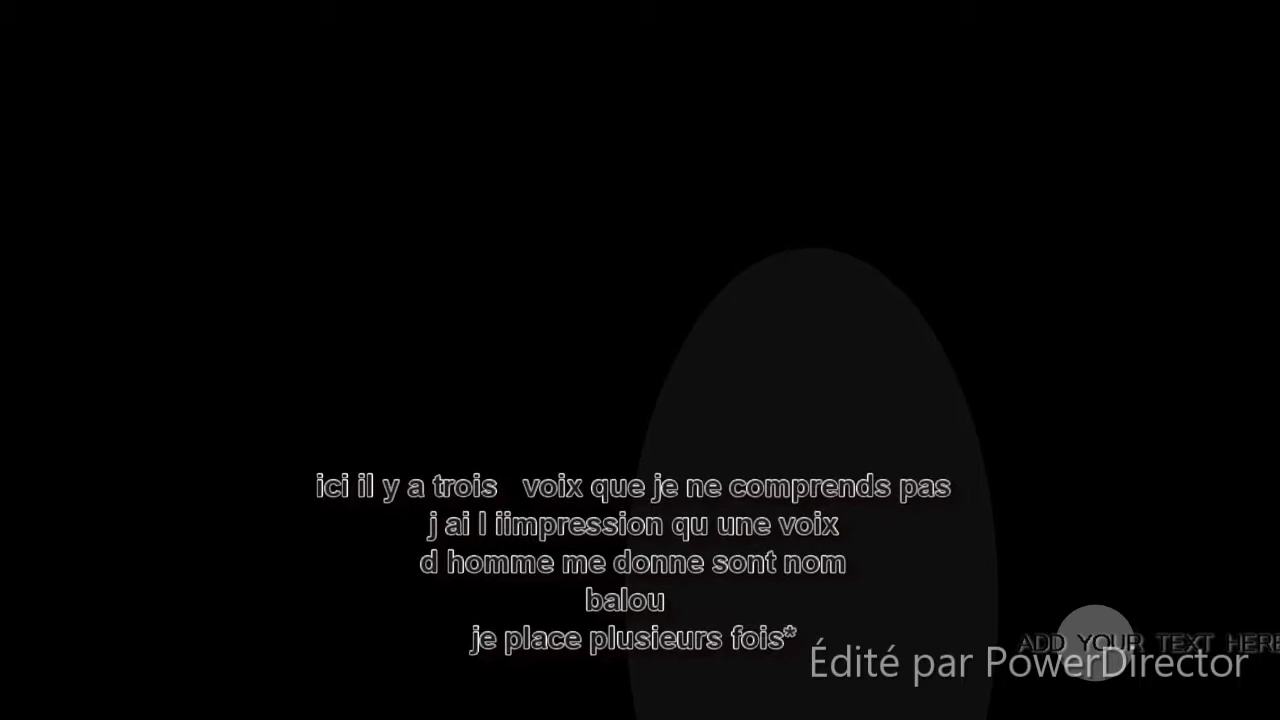 ici il y a trois   voix que je ne comprends pas
j ai l iimpression qu une voix
d homme me donne sont nom
balou
je place plusieurs fois*
ADD YOUR TEXT HERE
Édité par PowerDirector